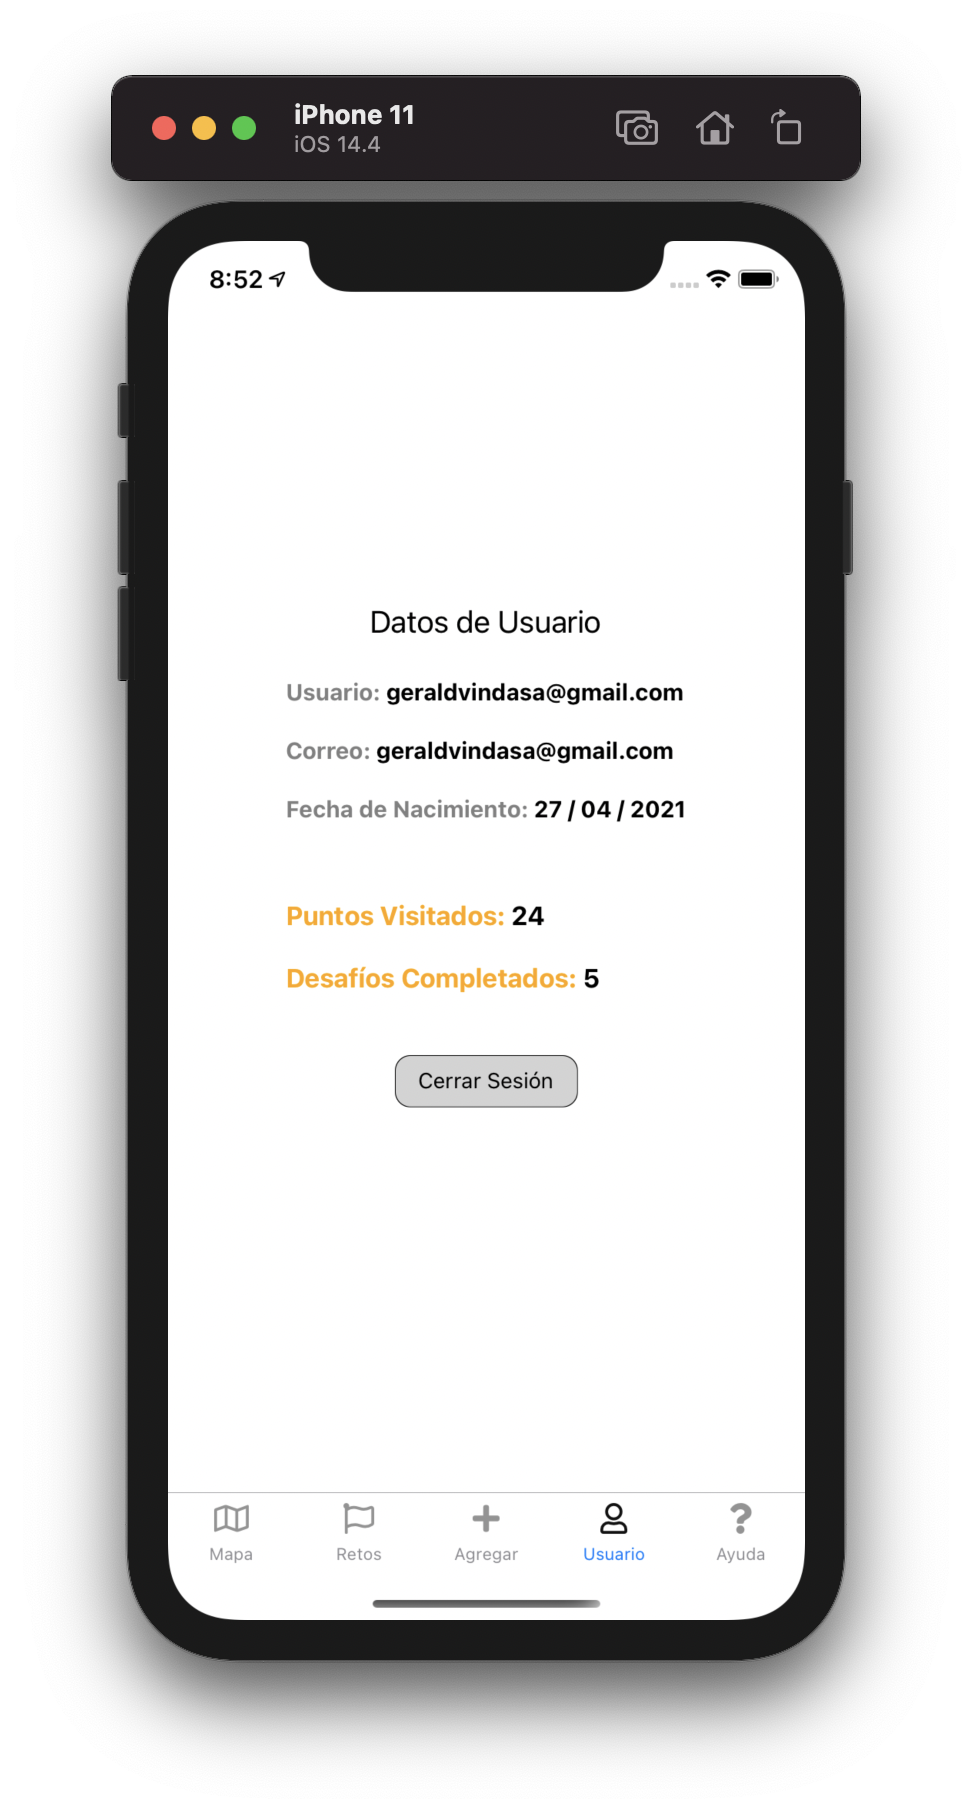 iPhone 11
iOS 14.4
8:52
Datos de Usuario
Usuario: geraldvindasa@gmail.com
Correo: geraldvindasa@gmail.com
Fecha de Nacimiento: 27 / 04 / 2021
Puntos Visitados: 24
Desafíos Completados: 5
Cerrar Sesión
Mapa Retos Agregar Usuario Ayuda